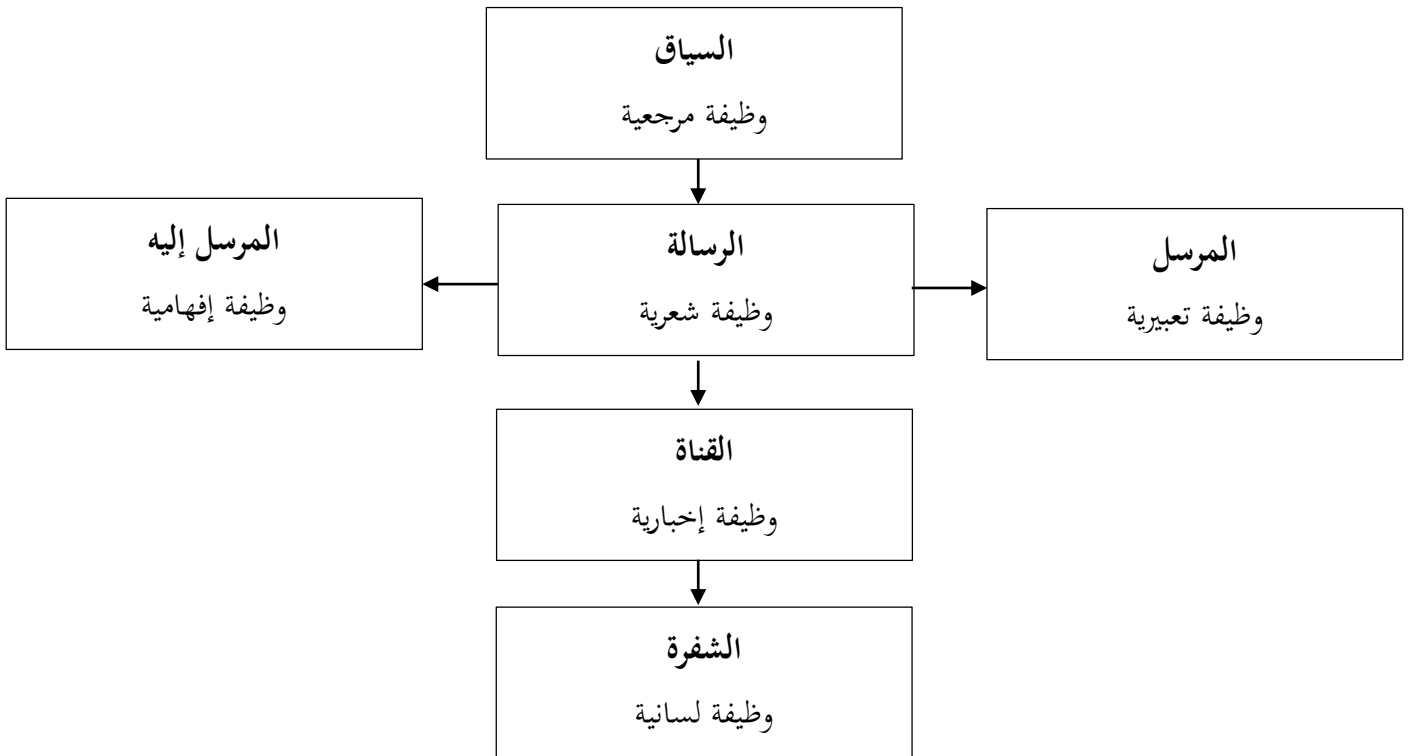 السياق
وظيفة مرجعية
المرسل
وظيفة تعبيرية
الرسالة
وظيفة شعرية
المرسل إليه
وظيفة إفهامية
القناة
وظيفة إخبارية
الشفرة
وظيفة لسانية